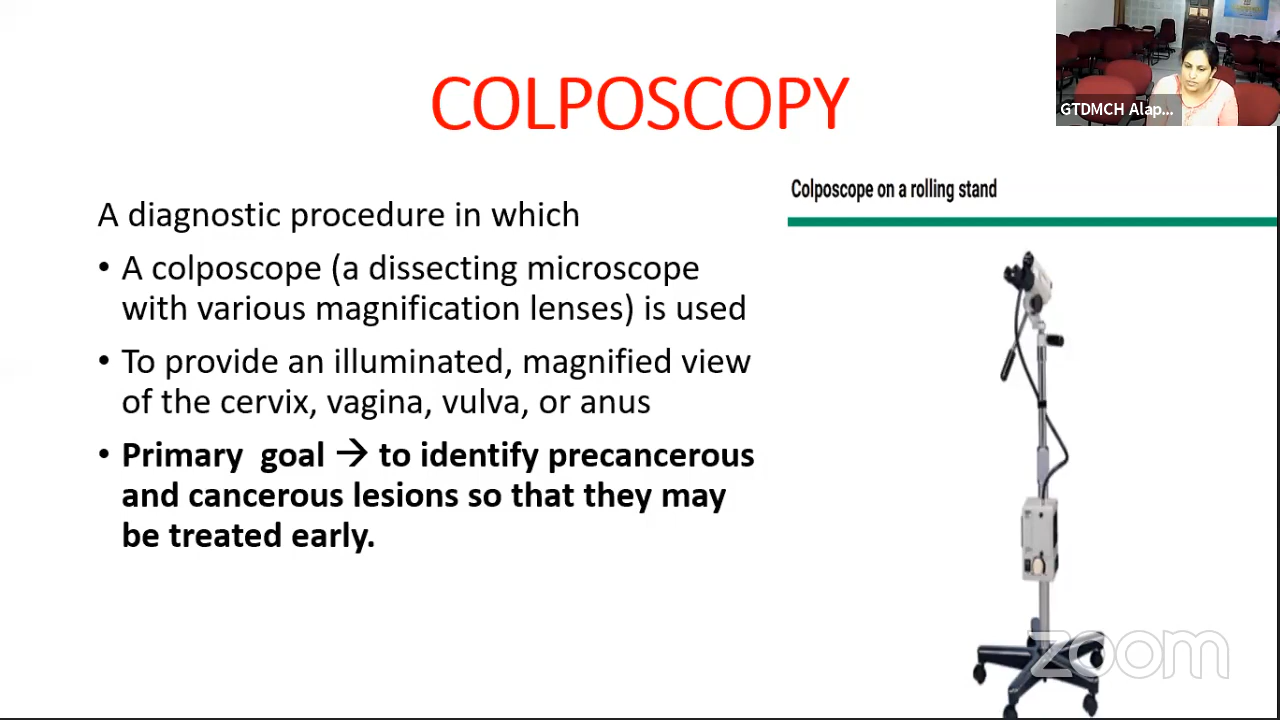 COLPOSCOPY
GTDMCH Alap...
Colposcope on a rolling stand
A diagnostic procedure in which
• A colposcope (a dissecting microscope
with various magnification lenses) is used
• To provide an illuminated, magnified view
of the cervix, vagina, vulva, or anus
• Primary goal → to identify precancerous
and cancerous lesions so that they may
be treated early.
zoom